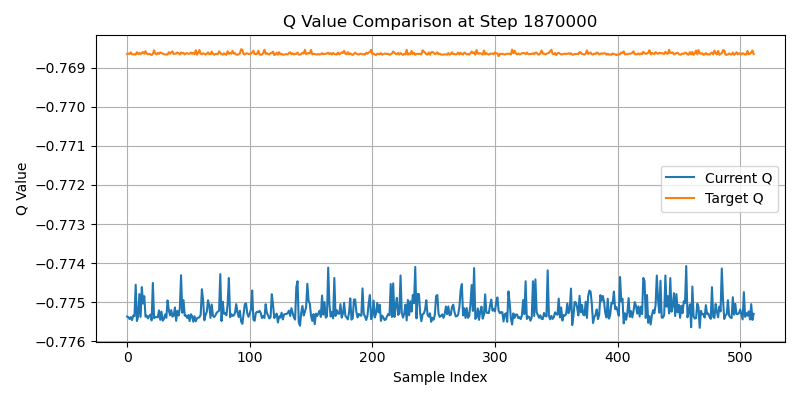 Q Value Comparison at Step 1870000
Q Value
−0.769
−0.770
−0.771
−0.772
−0.773
−0.774
−0.775
−0.776
Current Q
Target Q
0
100
200
300
400
500
Sample Index